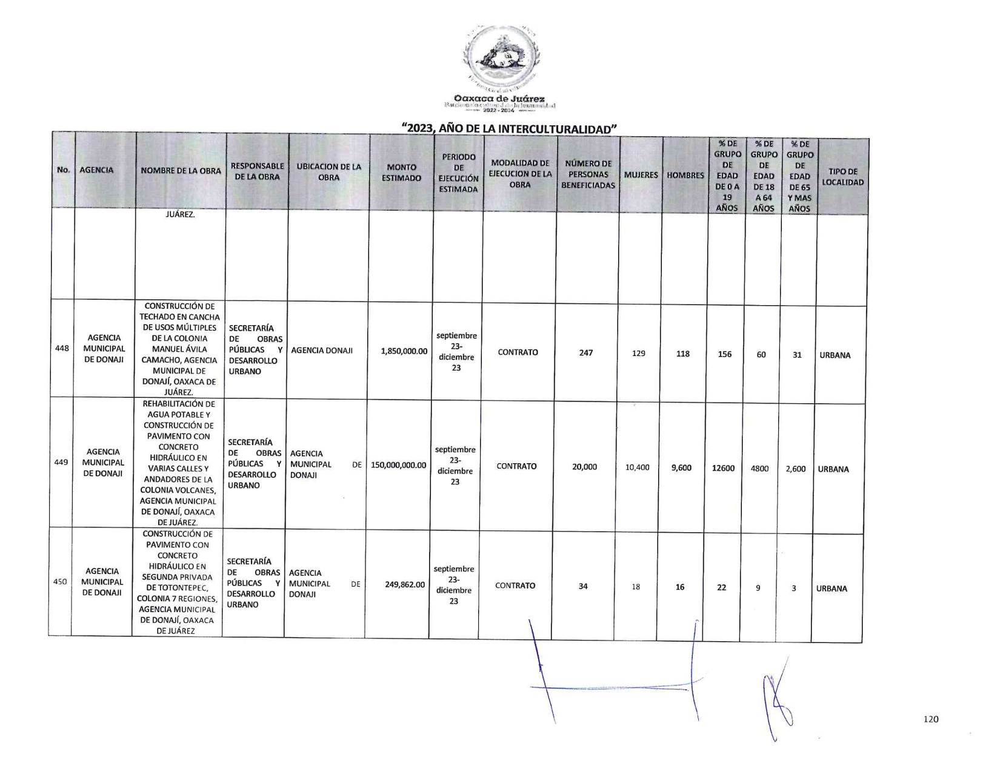 Oaxaca de Juárez
2022 - 2024
“2023, AÑO DE LA INTERCULTURALIDAD”
No.
AGENCIA
NOMBRE DE LA OBRA
RESPONSABLE
DE LA OBRA
UBICACION DE LA
OBRA
MONTO
ESTIMADO
PERIODO
DE
EJECUCIÓN
ESTIMADA
MODALIDAD DE
EJECUCION DE LA
OBRA
NÚMERO DE
PERSONAS
BENEFICIADAS
MUJERES
HOMBRES
% DE
GRUPO
DE
EDAD
DE 0 A
19
AÑOS
% DE
GRUPO
DE
EDAD
DE 18
A 64
AÑOS
% DE
GRUPO
DE
EDAD
DE 65
Y MAS
AÑOS
TIPO DE
LOCALIDAD
JUÁREZ.
448
AGENCIA
MUNICIPAL
DE DONAJI
CONSTRUCCIÓN DE
TECHADO EN CANCHA
DE USOS MÚLTIPLES
DE LA COLONIA
MANUEL ÁVILA
CAMACHO, AGENCIA
MUNICIPAL DE
DONAJÍ, OAXACA DE
JUÁREZ.
SECRETARÍA
DE OBRAS
PÚBLICAS Y
DESARROLLO
URBANO
AGENCIA DONAJI
1,850,000.00
septiembre
23-
diciembre
23
CONTRATO
247
129
118
156
60
31
URBANA
449
AGENCIA
MUNICIPAL
DE DONAJI
REHABILITACIÓN DE
AGUA POTABLE Y
CONSTRUCCIÓN DE
PAVIMENTO CON
CONCRETO
HIDRÁULICO EN
VARIAS CALLES Y
ANDADORES DE LA
COLONIA VOLCANES,
AGENCIA MUNICIPAL
DE DONAJÍ, OAXACA
DE JUÁREZ.
SECRETARÍA
DE OBRAS
PÚBLICAS Y
DESARROLLO
URBANO
AGENCIA
MUNICIPAL DE
DONAJI
150,000,000.00
septiembre
23-
diciembre
23
CONTRATO
20,000
10,400
9,600
12600
4800
2,600
URBANA
450
AGENCIA
MUNICIPAL
DE DONAJI
CONSTRUCCIÓN DE
PAVIMENTO CON
CONCRETO
HIDRÁULICO EN
SEGUNDA PRIVADA
DE TOTONTEPEC,
COLONIA 7 REGIONES,
AGENCIA MUNICIPAL
DE DONAJÍ, OAXACA
DE JUÁREZ
SECRETARÍA
DE OBRAS
PÚBLICAS Y
DESARROLLO
URBANO
AGENCIA
MUNICIPAL DE
DONAJI
249,862.00
septiembre
23-
diciembre
23
CONTRATO
34
18
16
22
9
3
URBANA
120